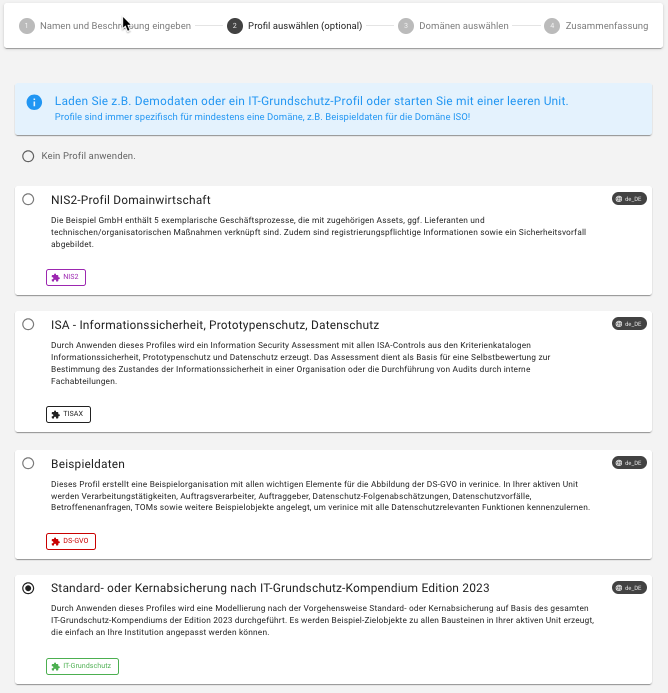 1 Namen und Beschreibung eingeben 2 Profil auswählen (optional) 3 Domänen auswählen 4 Zusammenfassung
Laden Sie z.B. Demodaten oder ein IT-Grundschutz-Profil oder starten Sie mit einer leeren Unit.
Profile sind immer spezifisch für mindestens eine Domäne, z.B. Beispieldaten für die Domäne ISO!
Kein Profil anwenden.
NIS2-Profil Domainwirtschaft de_DE
Die Beispiel GmbH enthält 5 exemplarische Geschäftsprozesse, die mit zugehörigen Assets, ggf. Lieferanten und
technischen/organisatorischen Maßnahmen verknüpft sind. Zudem sind registrierungspflichtige Informationen sowie ein Sicherheitsvorfall
abgebildet.
NIS2
ISA - Informationssicherheit, Prototypenschutz, Datenschutz de_DE
Durch Anwenden dieses Profiles wird ein Information Security Assessment mit allen ISA-Controls aus den Kriterienkatalogen
Informationssicherheit, Prototypenschutz und Datenschutz erzeugt. Das Assessment dient als Basis für eine Selbstbewertung zur
Bestimmung des Zustandes der Informationssicherheit in einer Organisation oder die Durchführung von Audits durch interne
Fachabteilungen.
TISAX
Beispieldaten de_DE
Dieses Profil erstellt eine Beispielorganisation mit allen wichtigen Elemente für die Abbildung der DS-GVO in verinice. In Ihrer aktiven Unit
werden Verarbeitungstätigkeiten, Auftragsverarbeiter, Auftraggeber, Datenschutz-Folgenabschätzungen, Datenschutzvorfälle,
Betroffenenanfragen, TOMs sowie weitere Beispielobjekte angelegt, um verinice mit alle Datenschutzrelevanten Funktionen kennenzulernen.
DS-GVO
Standard- oder Kernabsicherung nach IT-Grundschutz-Kompendium Edition 2023 de_DE
Durch Anwenden dieses Profiles wird eine Modellierung nach der Vorgehensweise Standard- oder Kernabsicherung auf Basis des gesamten
IT-Grundschutz-Kompendiums der Edition 2023 durchgeführt. Es werden Beispiel-Zielobjekte zu allen Bausteinen in Ihrer aktiven Unit erzeugt,
die einfach an Ihre Institution angepasst werden können.
IT-Grundschutz